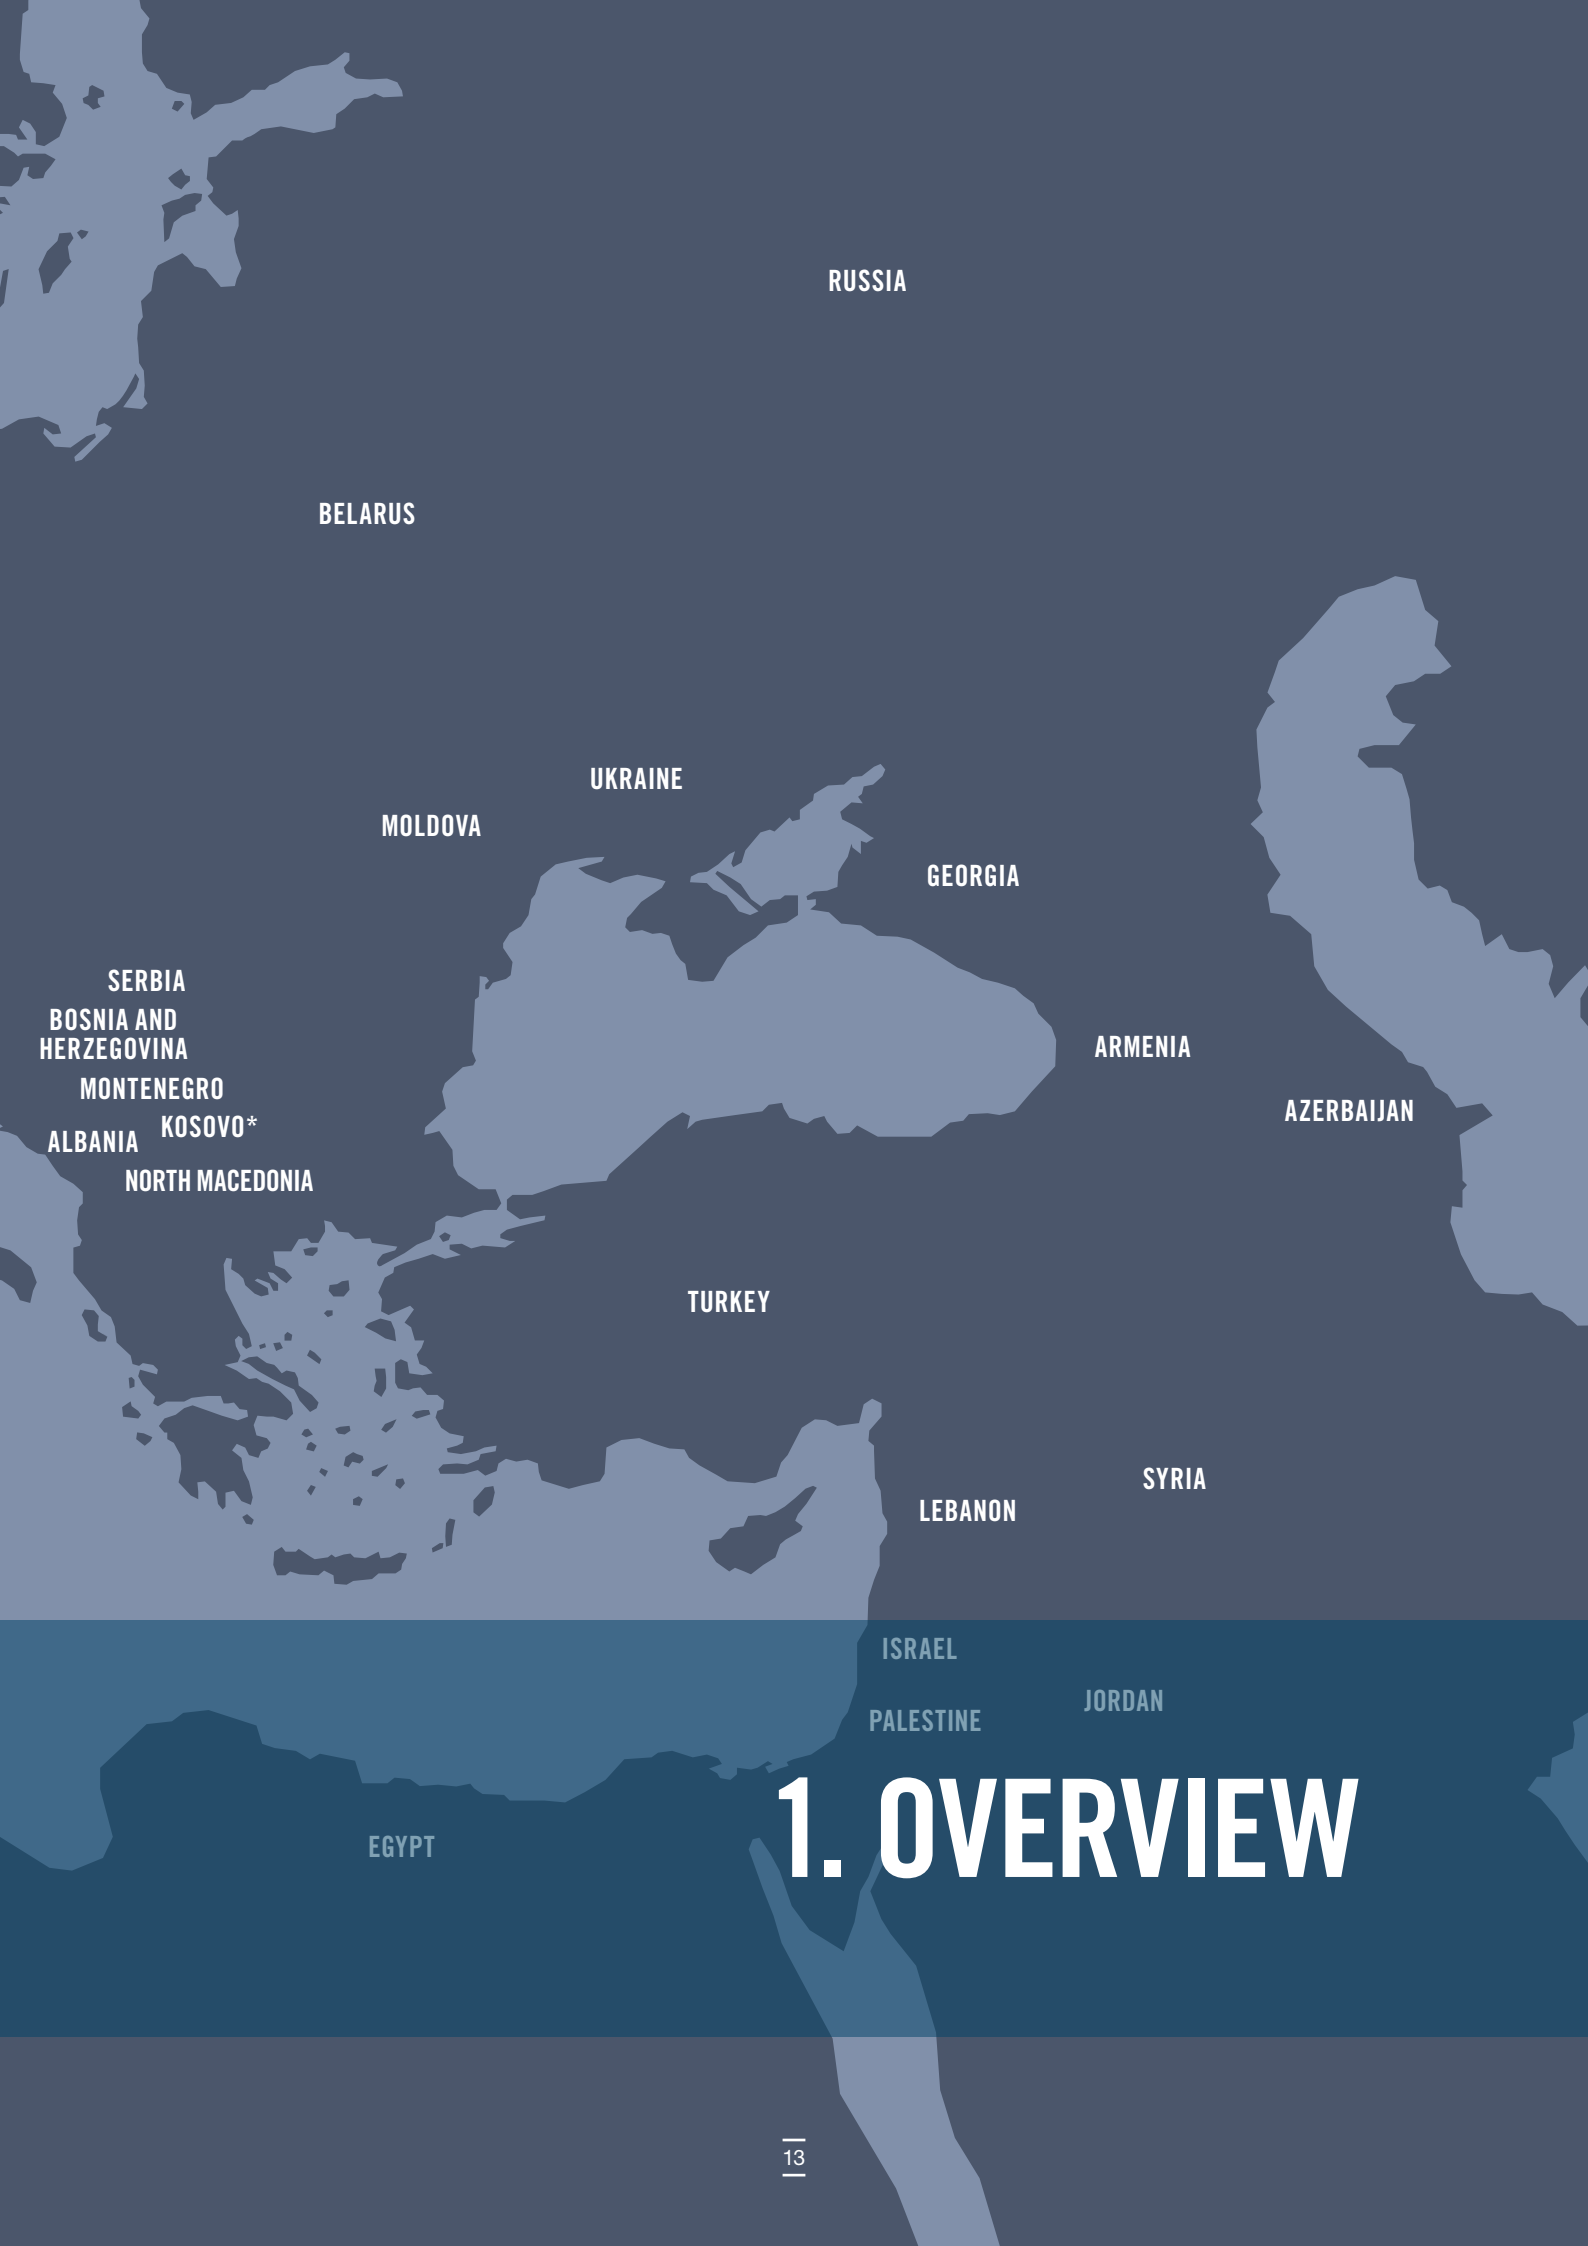 RUSSIA
BELARUS
UKRAINE
MOLDOVA
GEORGIA
SERBIA
BOSNIA AND
HERZEGOVINA
ARMENIA
MONTENEGRO
AZERBAIJAN
KOSOVO*
ALBANIA
NORTH MACEDONIA
TURKEY
SYRIA
LEBANON
ISRAEL
JORDAN
PALESTINE
1. OVERVIEW
EGYPT
13